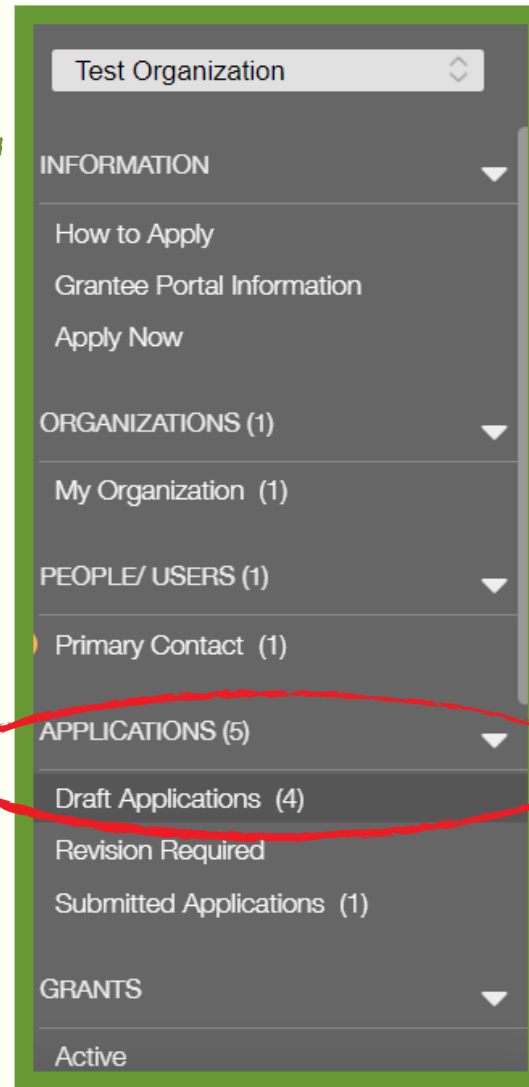 Test Organization
INFORMATION
How to Apply
Grantee Portal Information
Apply Now
ORGANIZATIONS (1)
My Organization (1)
PEOPLE/ USERS (1)
Primary Contact (1)
APPLICATIONS (5)
Draft Applications (4)
Revision Required
Submitted Applications (1)
GRANTS
Active